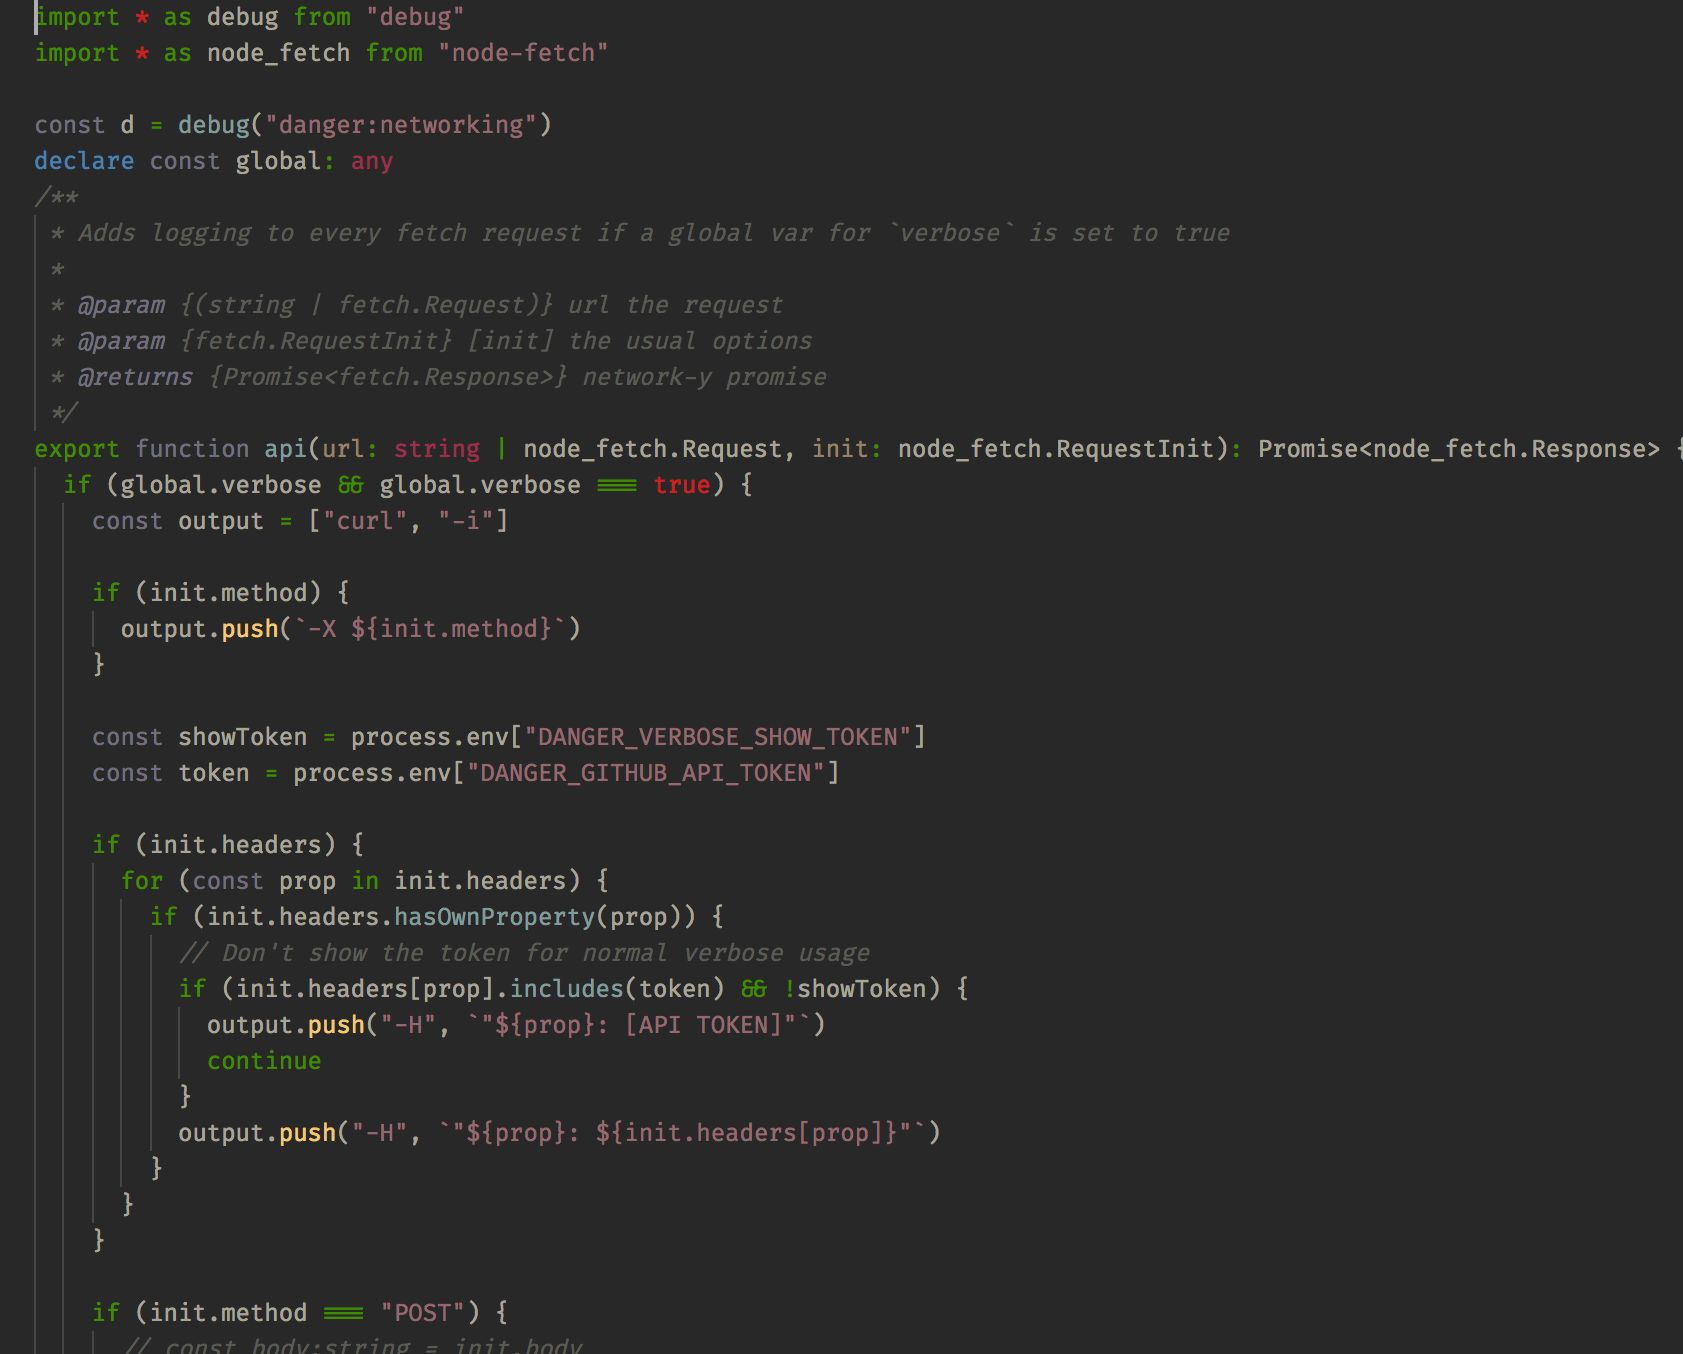 import * as debug from "debug"
import * as node_fetch from "node-fetch"

const d = debug("danger:networking")
declare const global: any
/**
 * Adds logging to every fetch request if a global var for `verbose` is set to true
 *
 * @param {(string | fetch.Request)} url the request
 * @param {fetch.RequestInit} [init] the usual options
 * @returns {Promise<fetch.Response>} network-y promise
 */
export function api(url: string | node_fetch.Request, init: node_fetch.RequestInit): Promise<node_fetch.Response> {
  if (global.verbose && global.verbose === true) {
    const output = ["curl", "-i"]

    if (init.method) {
      output.push(`-X ${init.method}`)
    }

    const showToken = process.env["DANGER_VERBOSE_SHOW_TOKEN"]
    const token = process.env["DANGER_GITHUB_API_TOKEN"]

    if (init.headers) {
      for (const prop in init.headers) {
        if (init.headers.hasOwnProperty(prop)) {
          // Don't show the token for normal verbose usage
          if (init.headers[prop].includes(token) && !showToken) {
            output.push("-H", `"${prop}: [API TOKEN]"`)
            continue
          }
          output.push("-H", `"${prop}: ${init.headers[prop]}"`)
        }
      }
    }

    if (init.method === "POST") {
      // const body:string = init.body